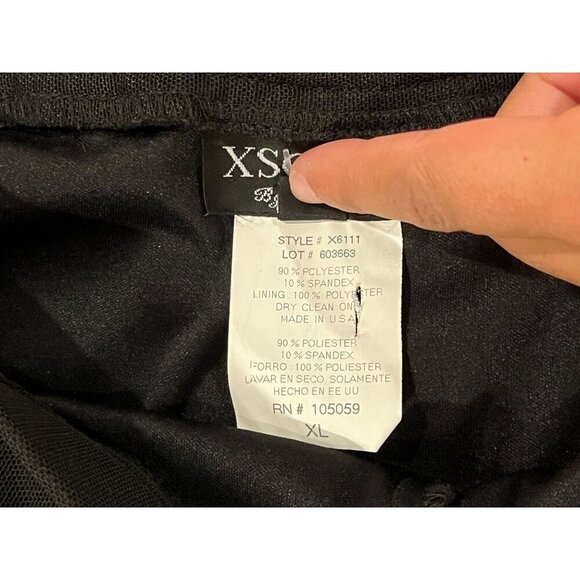 XS
STYLE # X6111
LOT # 603663
90 % POLYESTER
10 % SPANDEX
LINING : 100 % POLYESTER
DRY CLEAN ONLY
MADE IN U S A
90 % POLIESTER
10 % SPANDEX
FORRO : 100 % POLIESTER
LAVAR EN SECO SOLAMENTE
HECHO EN EE UU
RN # 105059
XL